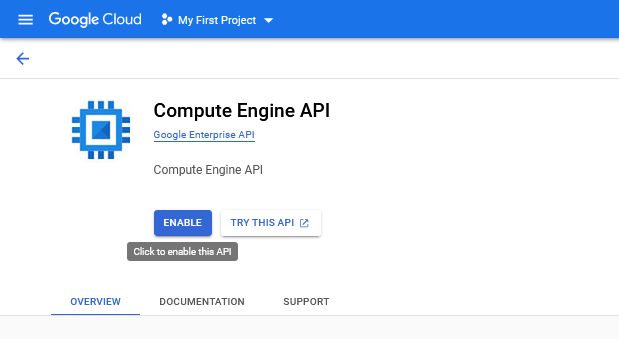 Google Cloud My First Project
Compute Engine API
Google Enterprise API
Compute Engine API
ENABLE TRY THIS API
Click to enable this API
OVERVIEW DOCUMENTATION SUPPORT